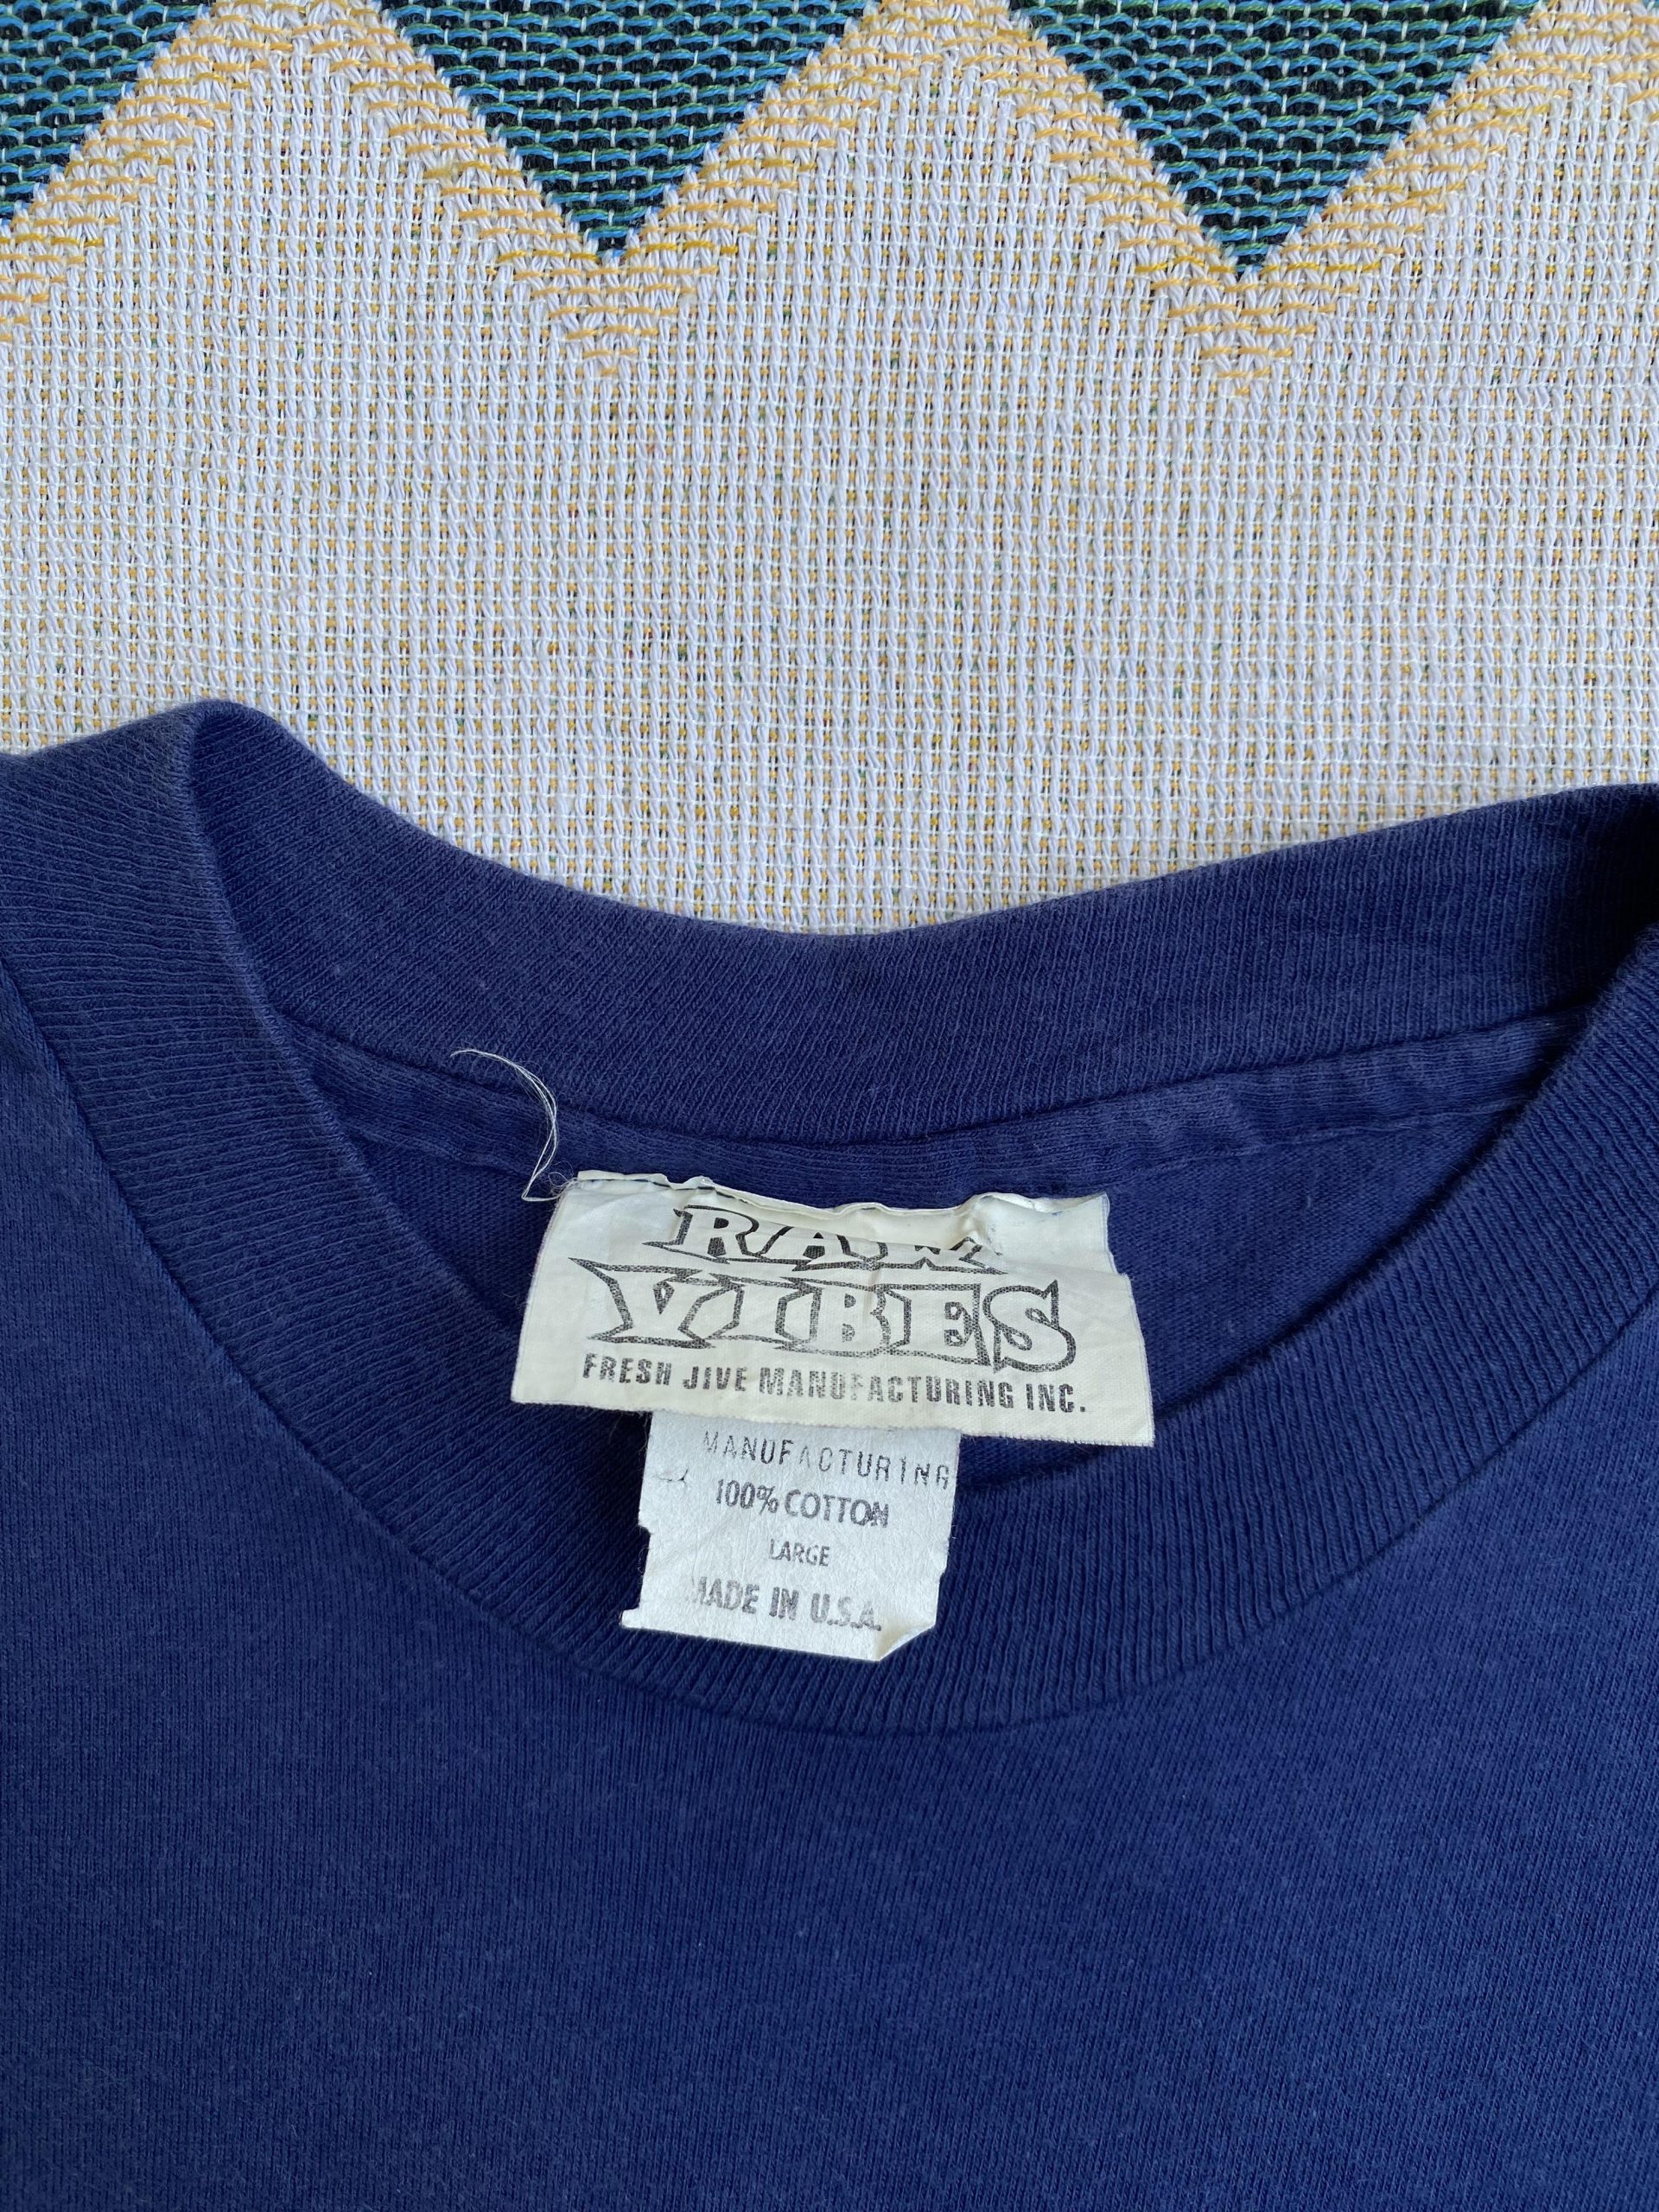 RAW
VIBES
FRESH JIVE MANUFACTURING INC.
MANUFACTURING
100% COTTON
LARGE
MADE IN U.S.A.